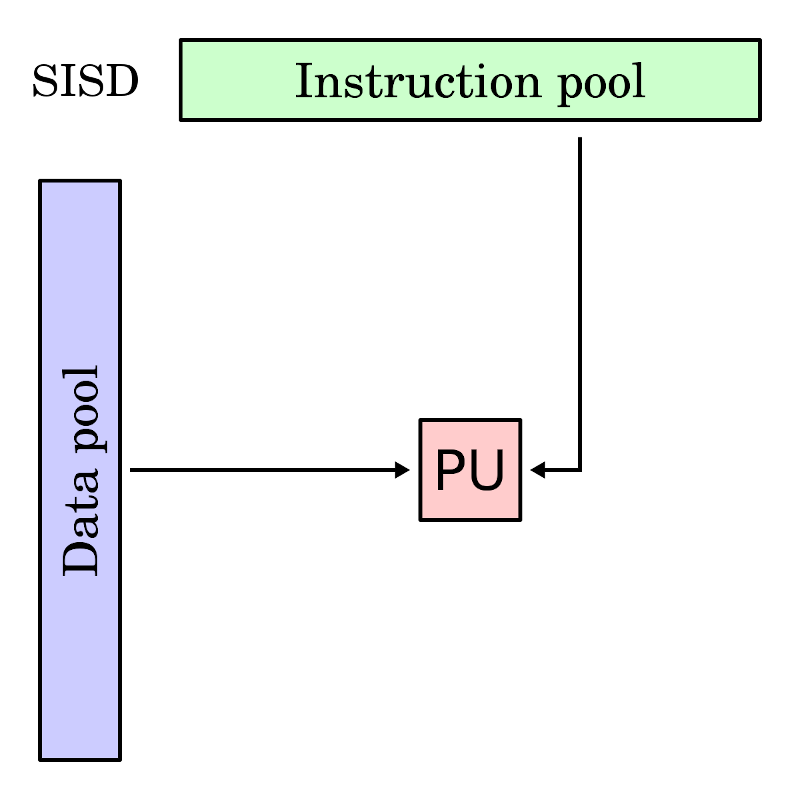 SISD
Instruction pool
Data pool
PU